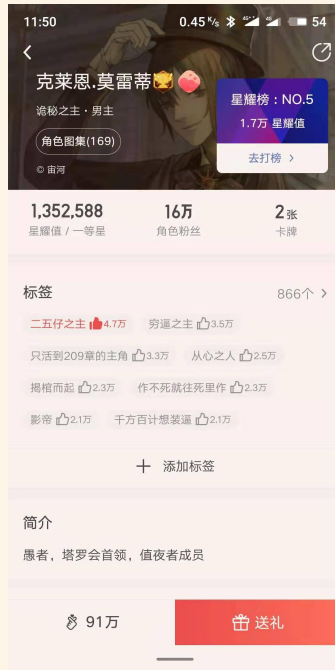 11:50
0.45 K/s 4G+ 4G 54
克莱恩.莫雷蒂🏆🍑
诡秘之主·男主
角色图集(169)
© 宙河
星耀榜：NO.5
1.7万 星耀值
去打榜 >
1,352,588
星耀值 / 一等星
16万
角色粉丝
2张
卡牌
标签
866个 >
二五仔之主 4.7万
穷逼之主 3.5万
只活到209章的主角 3.3万
从心之人 2.5万
揭棺而起 2.3万
作不死就往死里作 2.3万
影帝 2.1万
千方百计想装逼 2.1万
+ 添加标签
简介
愚者，塔罗会首领，值夜者成员
91万
送礼